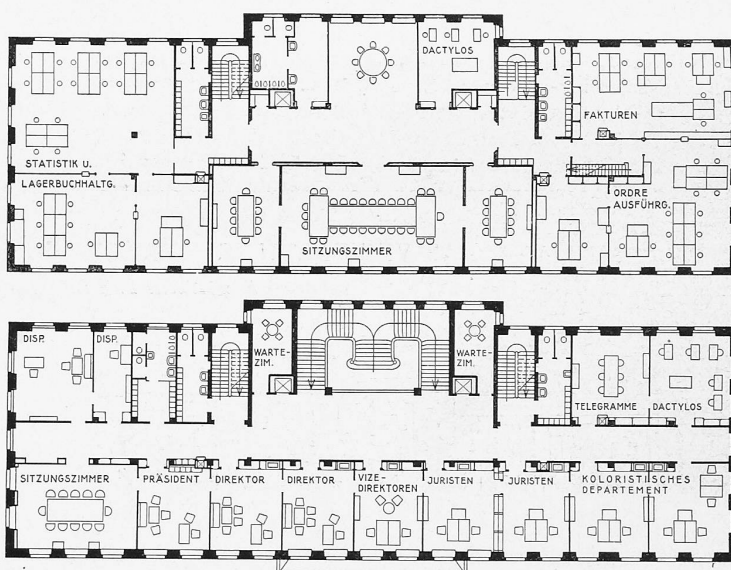 DACTYLOS
0101010
FAKTUREN
STATISTIK U.
LAGERBUCHHALTG.
ORDRE
AUSFÜHRG.
SITZUNGSZIMMER
DISP.
DISP.
WARTE-
ZIM.
WARTE-
ZIM.
TELEGRAMME
DACTYLOS
SITZUNGSZIMMER
PRÄSIDENT
DIREKTOR
DIREKTOR
VIZE-
DIREKTOREN
JURISTEN
JURISTEN
KOLORISTISCHES
DEPARTEMENT